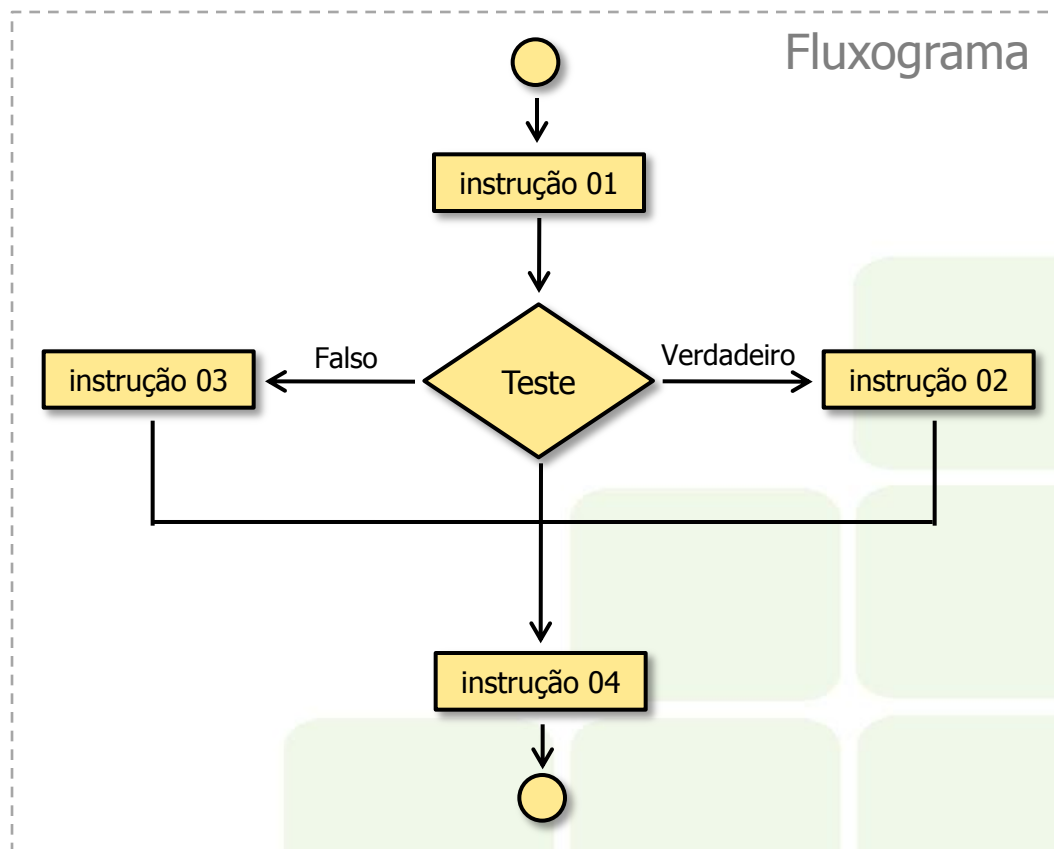 Fluxograma
instrução 01
Falso
Verdadeiro
instrução 03
Teste
instrução 02
instrução 04